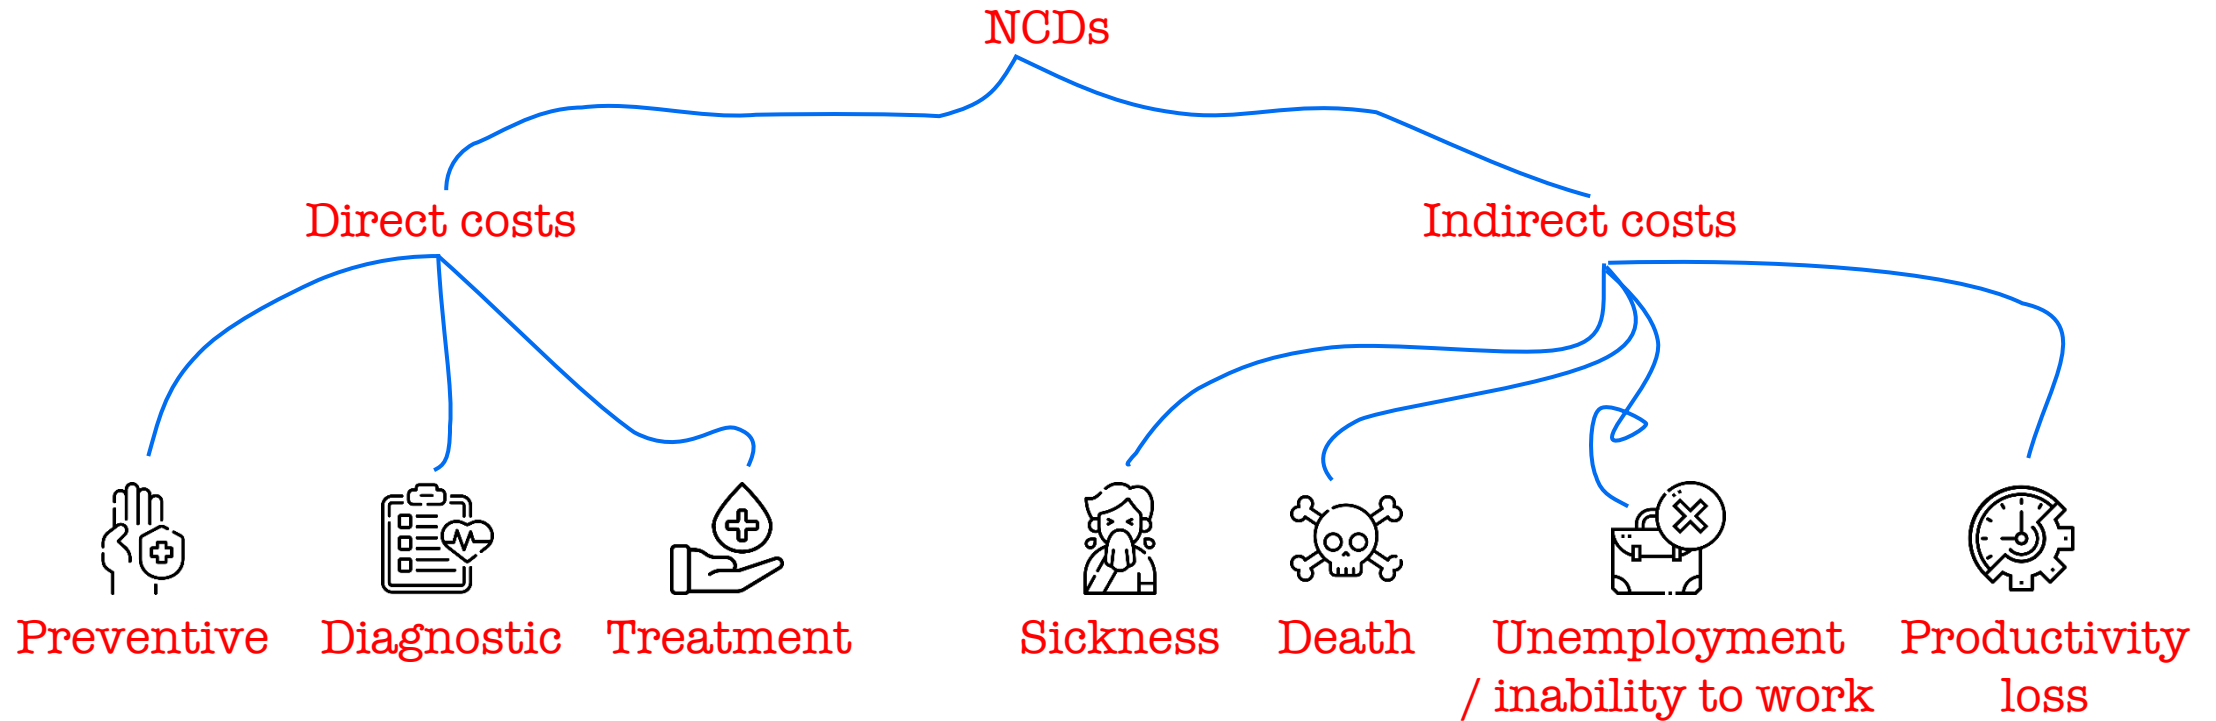 NCDs
Direct costs
Indirect costs
Preventive
Diagnostic
Treatment
Sickness
Death
Unemployment
/ inability to work
Productivity
loss